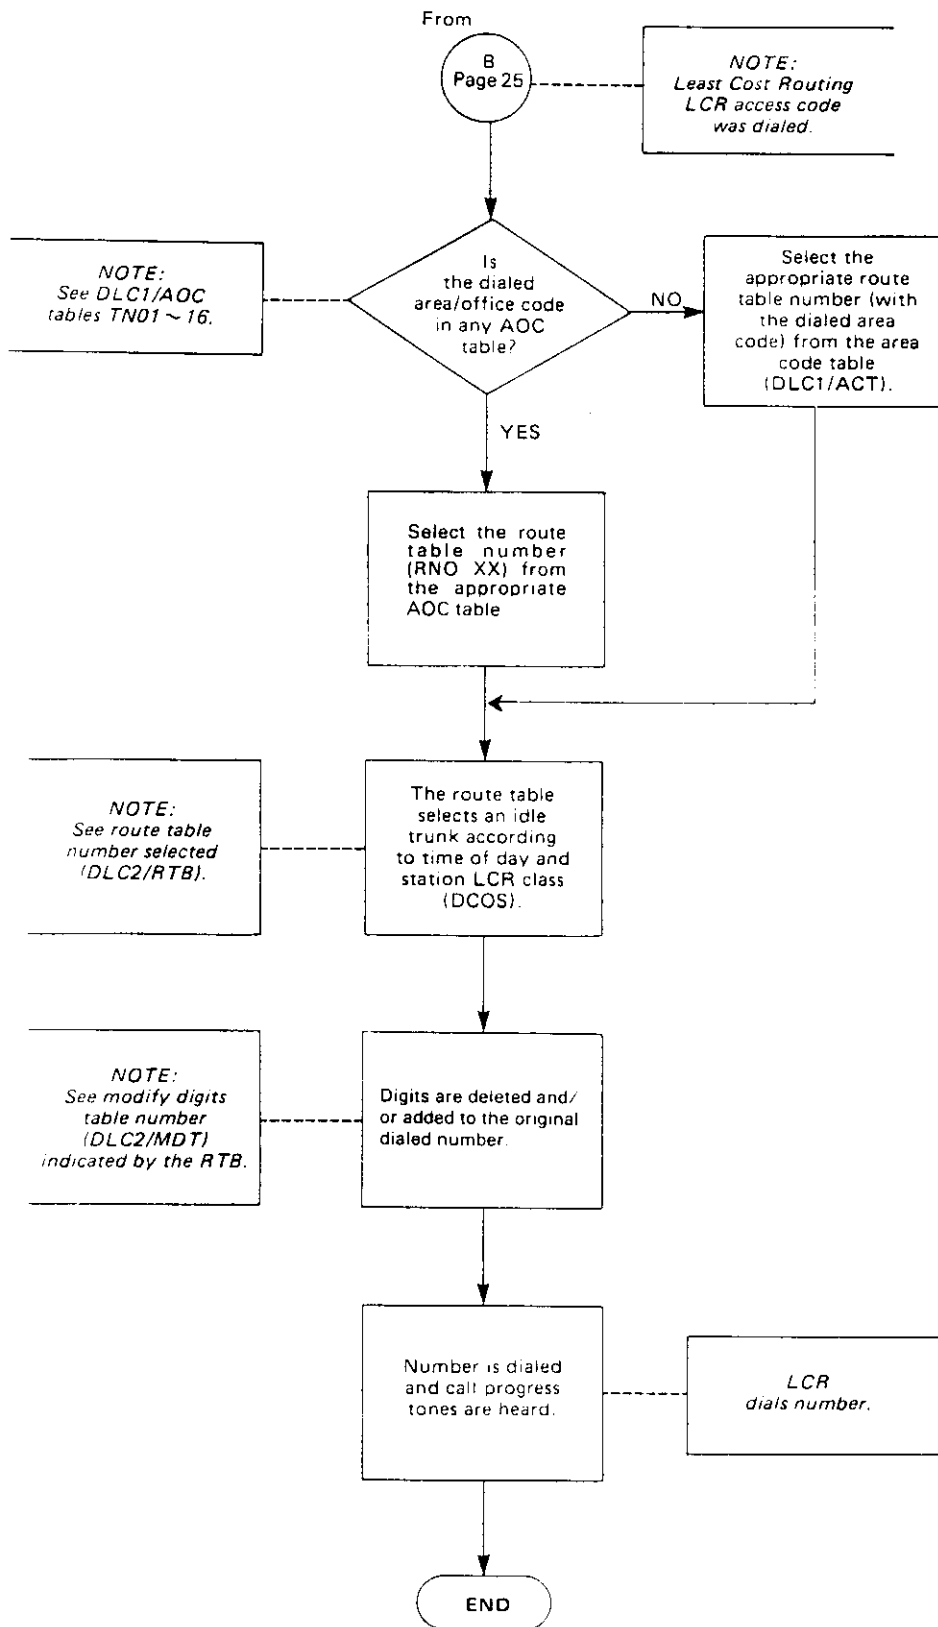 From
B
Page 25
NOTE:
Least Cost Routing
LCR access code
was dialed.
NOTE:
See DLC1/AOC
tables TN01 ~ 16.
Is
the dialed
area/office code
in any AOC
table?
NO
Select the
appropriate route
table number (with
the dialed area
code) from the area
code table
(DLC1/ACT).
YES
Select the route
table number
(RNO XX) from
the appropriate
AOC table
NOTE:
See route table
number selected
(DLC2/RTB).
The route table
selects an idle
trunk according
to time of day and
station LCR class
(DCOS).
NOTE:
See modify digits
table number
(DLC2/MDT)
indicated by the RTB.
Digits are deleted and/
or added to the original
dialed number.
Number is dialed
and call progress
tones are heard.
LCR
dials number.
END